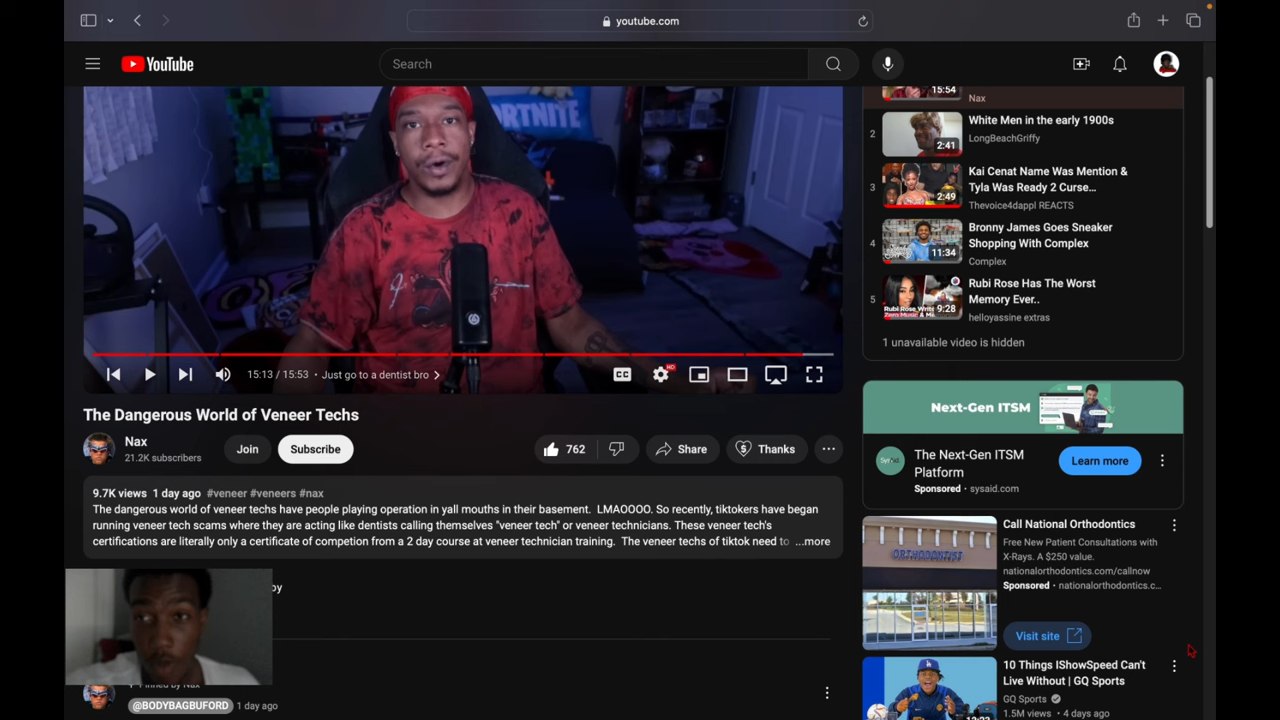 youtube.com
YouTube
Search
FORTNITE
15:13 / 15:53 • Just go to a dentist bro
CC
HD
The Dangerous World of Veneer Techs
Nax
21.2K subscribers
Join
Subscribe
762
Share
Thanks
9.7K views 1 day ago #veneer #veneers #nax
The dangerous world of veneer techs have people playing operation in yall mouths in their basement. LMAOOOO. So recently, tiktokers have began
running veneer tech scams where they are acting like dentists calling themselves "veneer tech" or veneer technicians. These veneer tech's
certifications are literally only a certificate of competion from a 2 day course at veneer technician training. The veneer techs of tiktok need to ...more
by
Pinned by Nax
@BODYBAGBUFORD 1 day ago
15:54
Nax
2
2:41
White Men in the early 1900s
LongBeachGriffy
3
2:49
Kai Cenat Name Was Mention &
Tyla Was Ready 2 Curse...
Thevoice4dappl REACTS
4
11:34
Bronny James Goes Sneaker
Shopping With Complex
Complex
5
9:28
Rubi Rose Has The Worst
Memory Ever..
helloyassine extras
1 unavailable video is hidden
Next-Gen ITSM
The Next-Gen ITSM
Platform
Sponsored • sysaid.com
Learn more
ORTHODONTIST
Call National Orthodontics
Free New Patient Consultations with
X-Rays. A $250 value.
nationalorthodontics.com/callnow
Sponsored • nationalorthodontics.c...
Visit site
10 Things IShowSpeed Can't
Live Without | GQ Sports
GQ Sports
1.5M views • 4 days ago